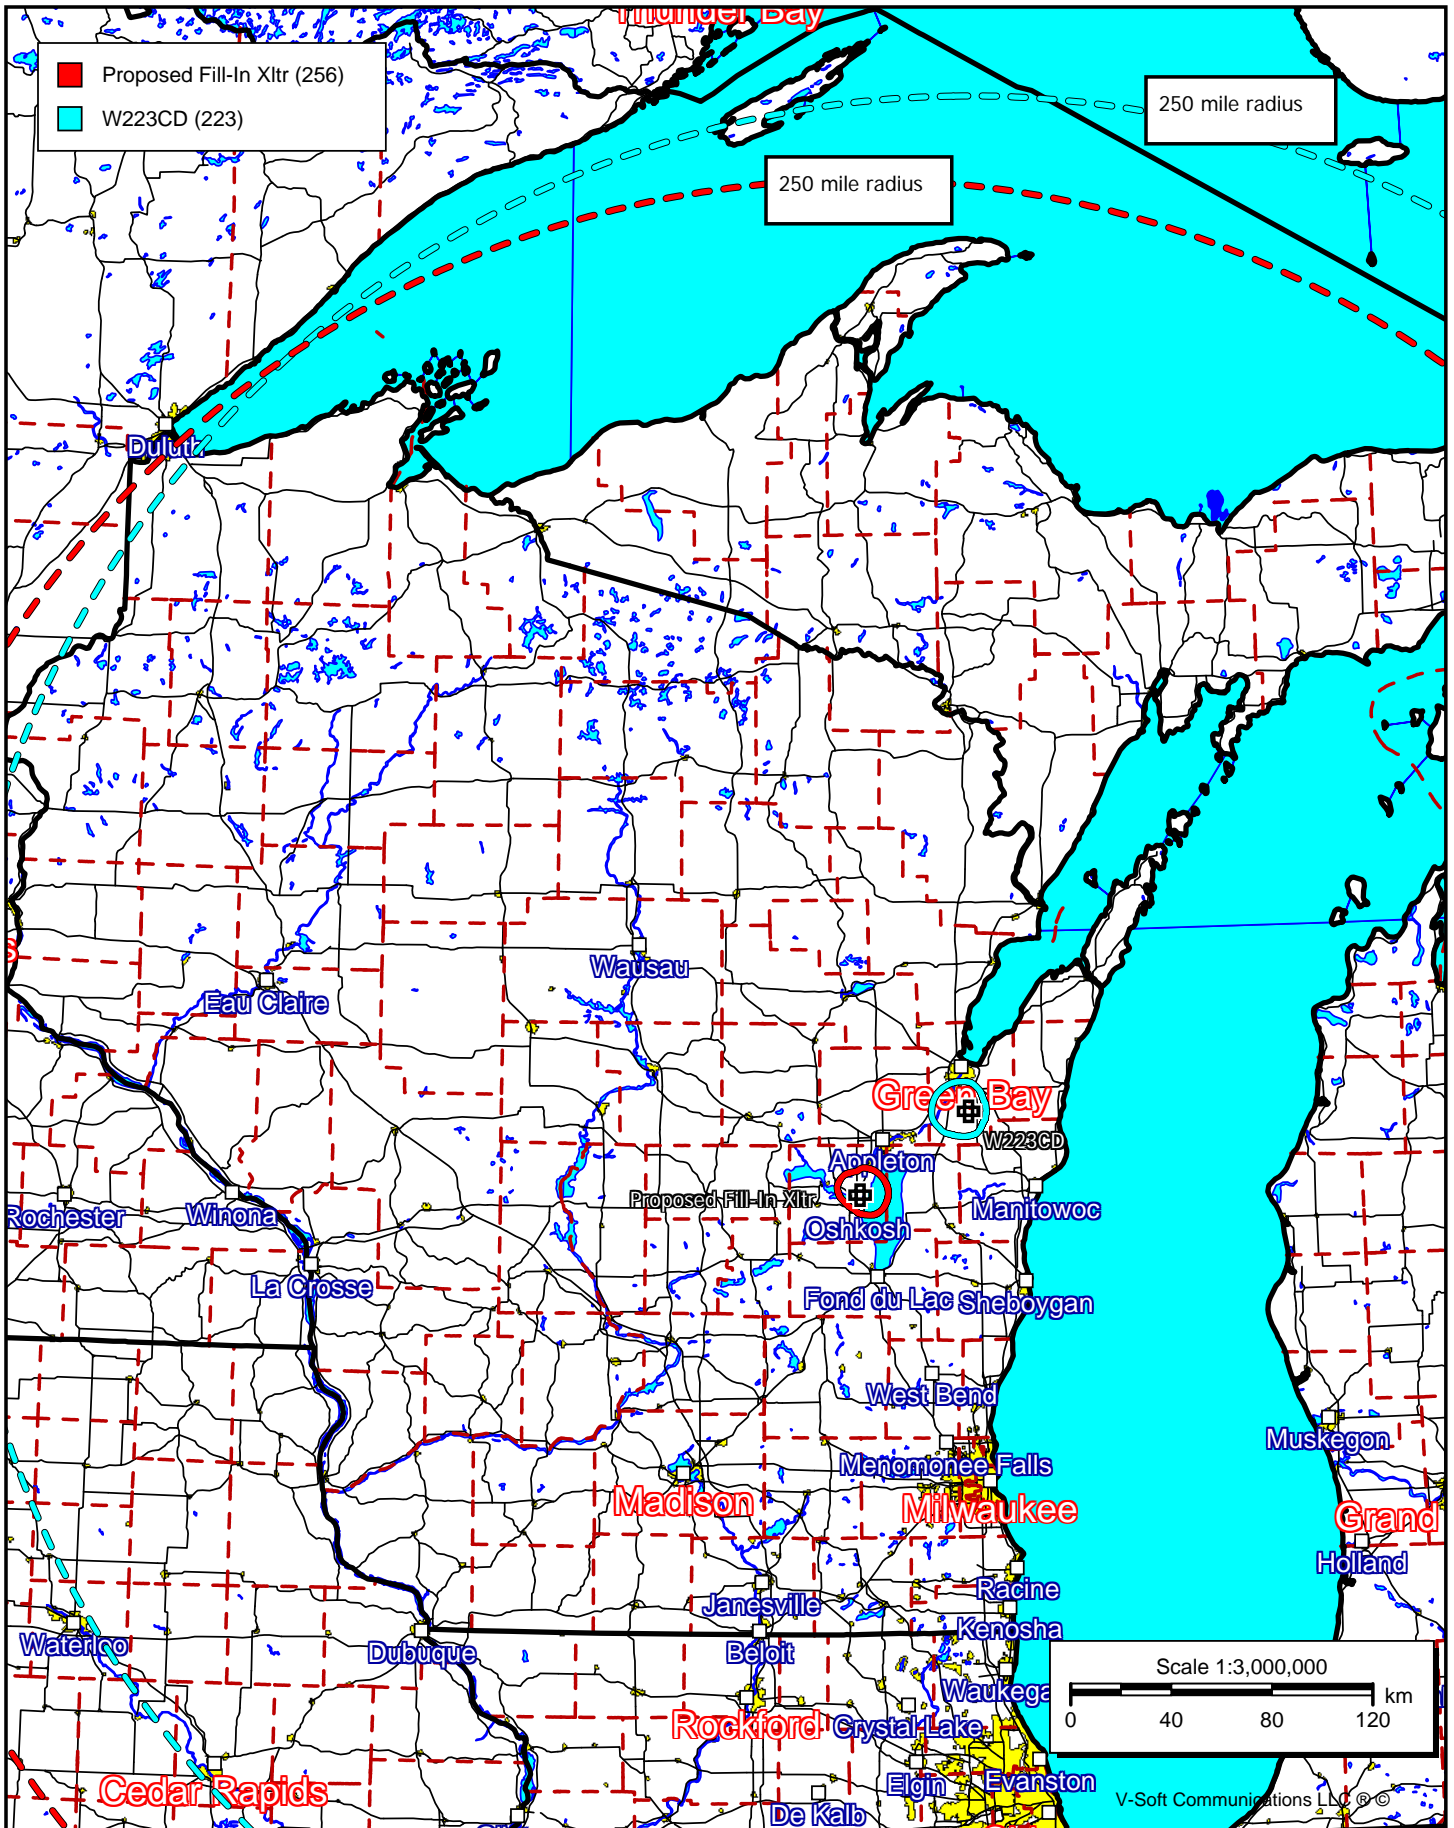 Thunder Bay
Proposed Fill-In Xltr (256)
W223CD (223)
250 mile radius
250 mile radius
Duluth
Wausau
Eau Claire
Green Bay
W223CD
Appleton
Proposed Fill-In Xltr
Oshkosh
Manitowoc
Rochester
Winona
La Crosse
Fond du Lac
Sheboygan
West Bend
Muskegon
Menomonee Falls
Madison
Milwaukee
Grand
Holland
Racine
Janesville
Kenosha
Waterloo
Dubuque
Beloit
Waukega
Rockford
Crystal Lake
Cedar Rapids
Elgin
Evanston
De Kalb
Scale 1:3,000,000
km
0 40 80 120
V-Soft Communications LLC ® ©